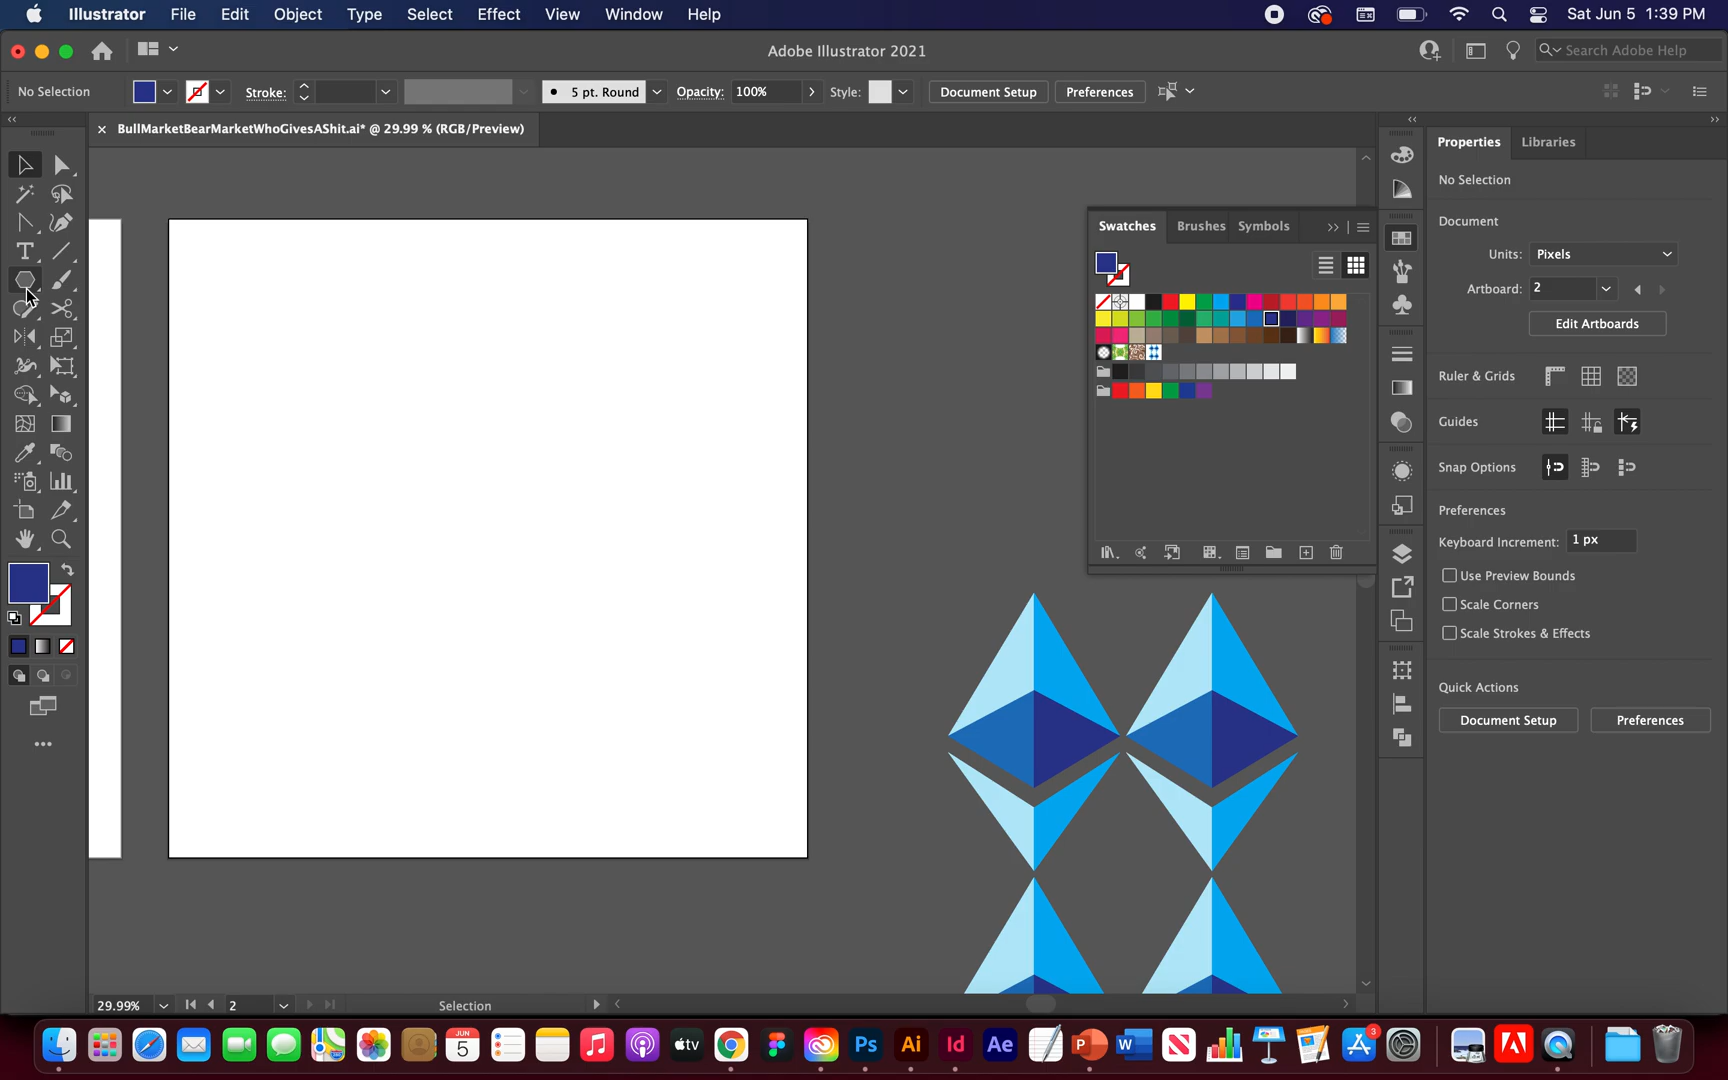 Illustrator File Edit Object Type Select Effect View Window Help Sat Jun 5 1:39 PM
Adobe Illustrator 2021
Search Adobe Help
No Selection Stroke: 5 pt. Round Opacity: 100% Style: Document Setup Preferences
BullMarketBearMarketWhoGivesAShit.ai* @ 29.99 % (RGB/Preview)
Properties Libraries
No Selection
Document
Units: Pixels
Artboard: 2
Edit Artboards
Ruler & Grids
Guides
Snap Options
Preferences
Keyboard Increment: 1 px
Use Preview Bounds
Scale Corners
Scale Strokes & Effects
Quick Actions
Document Setup Preferences
Swatches Brushes Symbols
29.99% 2 Selection
JUN
5
tv
Ps
Ai
Id
Ae
P
W
3